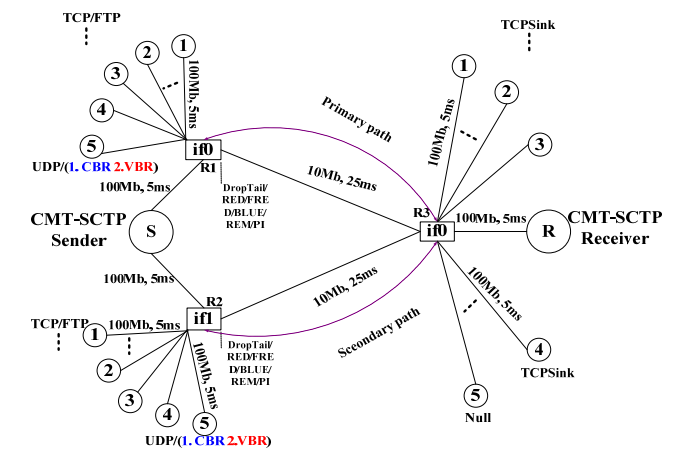 TCP/FTP
1
2
3
4
5
100Mb, 5ms
UDP/(1. CBR 2.VBR)
if0
R1
DropTail/
RED/FRE
D/BLUE/
REM/PI
100Mb, 5ms
CMT-SCTP
Sender
S
100Mb, 5ms
Primary path
10Mb, 25ms
TCPSink
1
2
3
100Mb, 5ms
R3
if0
100Mb, 5ms
R
CMT-SCTP
Receiver
10Mb, 25ms
Sceondary path
100Mb, 5ms
4
TCPSink
5
Null
R2
if1
DropTail/
RED/FRE
D/BLUE/
REM/PI
TCP/FTP
100Mb, 5ms
1
2
3
4
5
100Mb, 5ms
UDP/(1. CBR 2.VBR)